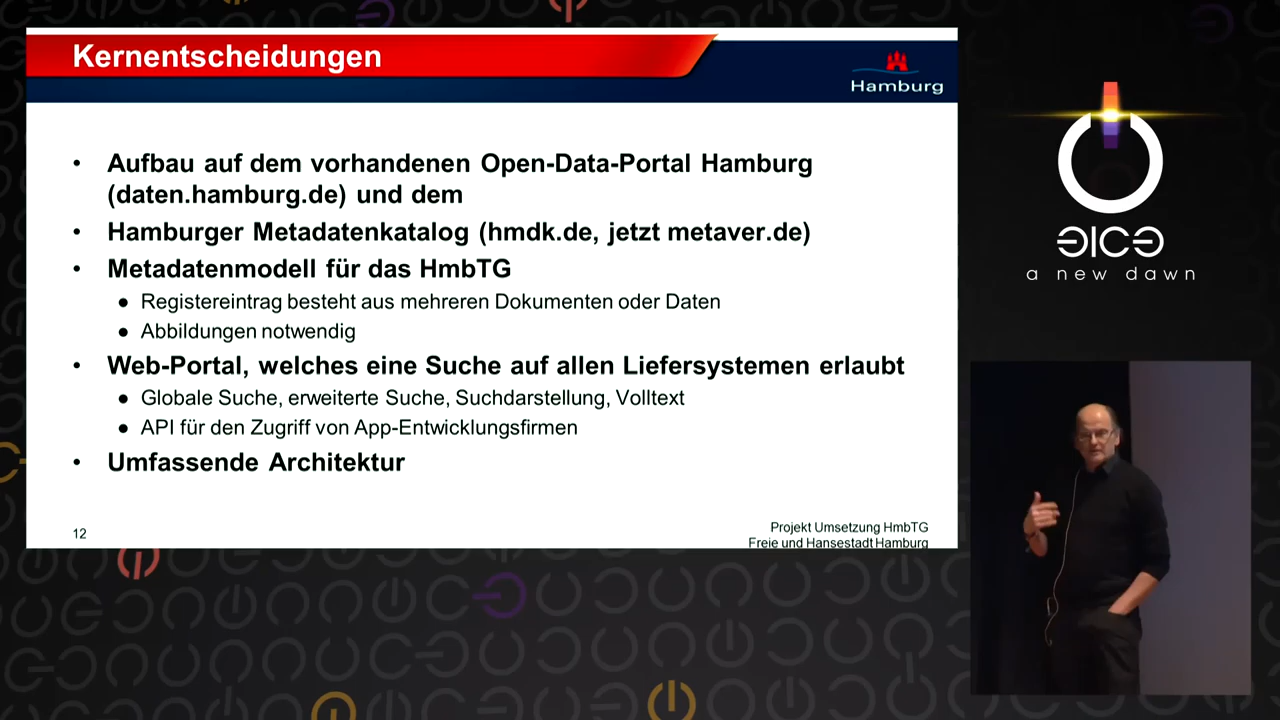 Kernentscheidungen
Hamburg
• Aufbau auf dem vorhandenen Open-Data-Portal Hamburg
(daten.hamburg.de) und dem
• Hamburger Metadatenkatalog (hmdk.de, jetzt metaver.de)
• Metadatenmodell für das HmbTG
● Registereintrag besteht aus mehreren Dokumenten oder Daten
● Abbildungen notwendig
• Web-Portal, welches eine Suche auf allen Liefersystemen erlaubt
● Globale Suche, erweiterte Suche, Suchdarstellung, Volltext
● API für den Zugriff von App-Entwicklungsfirmen
• Umfassende Architektur
12
Projekt Umsetzung HmbTG
Freie und Hansestadt Hamburg
31C3
a new dawn